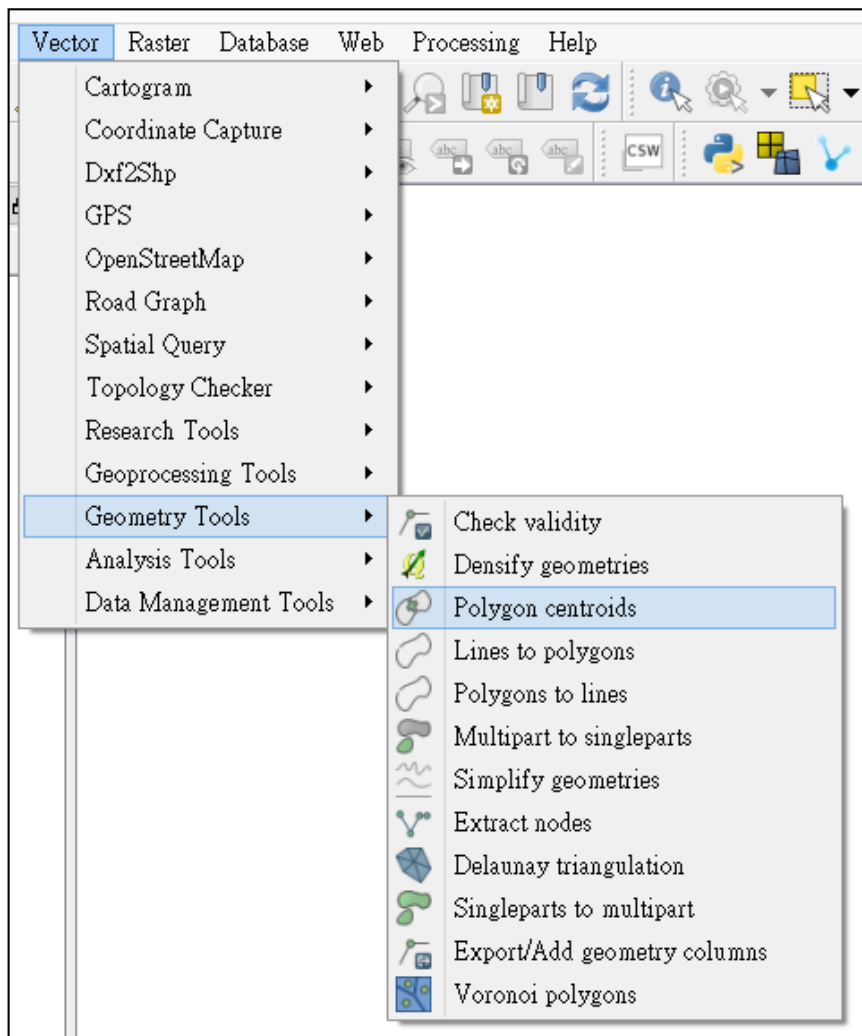 Vector Raster Database Web Processing Help
Cartogram
Coordinate Capture
Dxf2Shp
GPS
OpenStreetMap
Road Graph
Spatial Query
Topology Checker
Research Tools
Geoprocessing Tools
Geometry Tools
Analysis Tools
Data Management Tools
abc abc abc CSW
Check validity
Densify geometries
Polygon centroids
Lines to polygons
Polygons to lines
Multipart to singleparts
Simplify geometries
Extract nodes
Delaunay triangulation
Singleparts to multipart
Export/Add geometry columns
Voronoi polygons